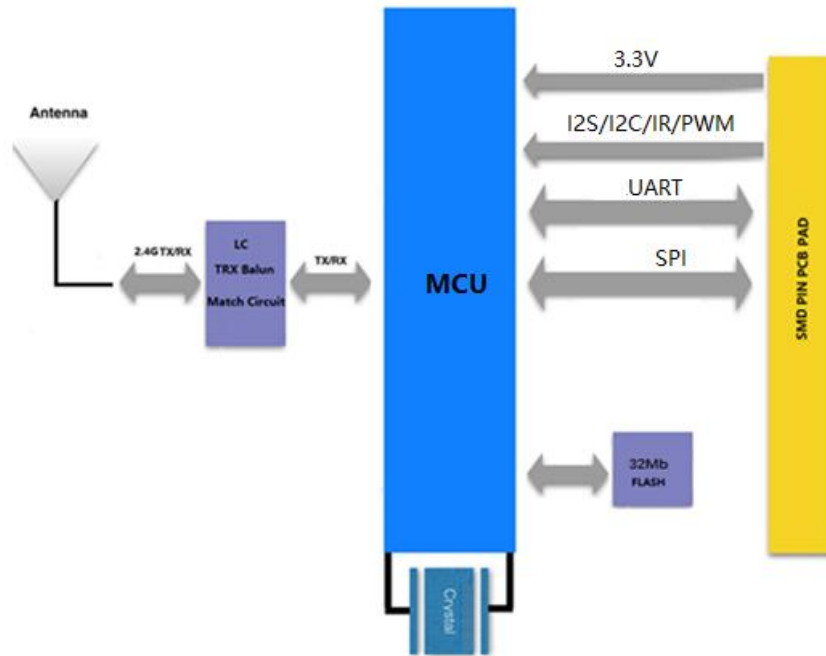 Antenna
2.4G TX/RX
LC
TRX Balun
Match Circuit
TX/RX
MCU
3.3V
I2S/I2C/IR/PWM
UART
SPI
32Mb
FLASH
SMD PIN PCB PAD
Crystal